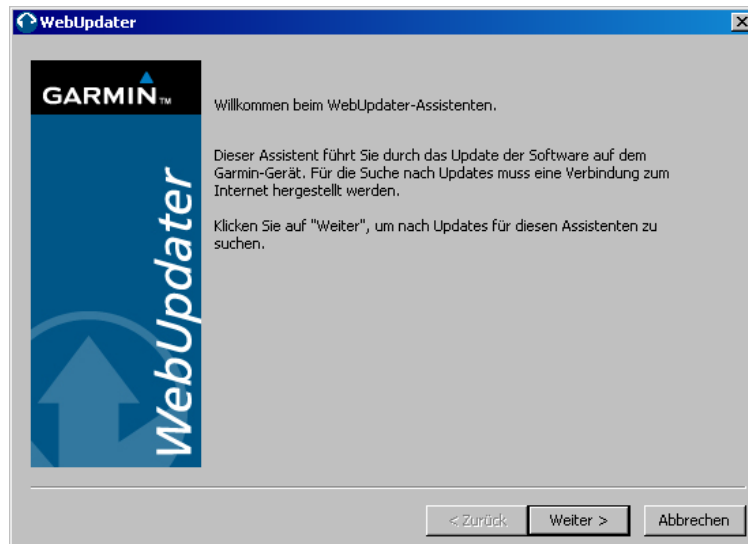 WebUpdater
GARMIN™
WebUpdater
Willkommen beim WebUpdater-Assistenten.
Dieser Assistent führt Sie durch das Update der Software auf dem
Garmin-Gerät. Für die Suche nach Updates muss eine Verbindung zum
Internet hergestellt werden.
Klicken Sie auf "Weiter", um nach Updates für diesen Assistenten zu
suchen.
< Zurück
Weiter >
Abbrechen